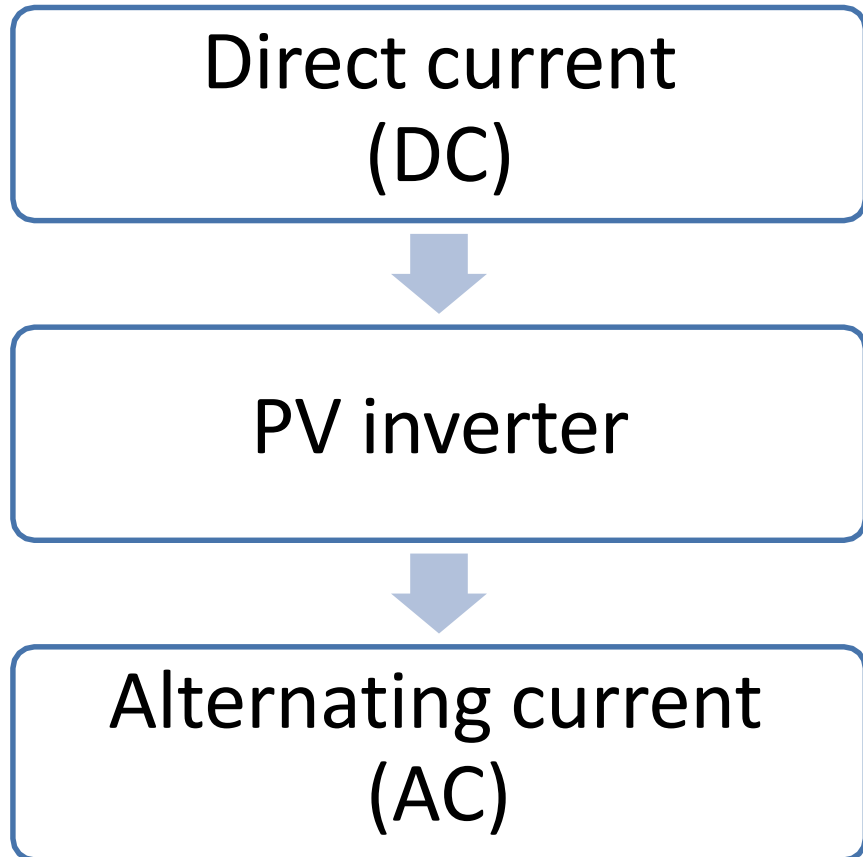 Direct current
(DC)
PV inverter
Alternating current
(AC)